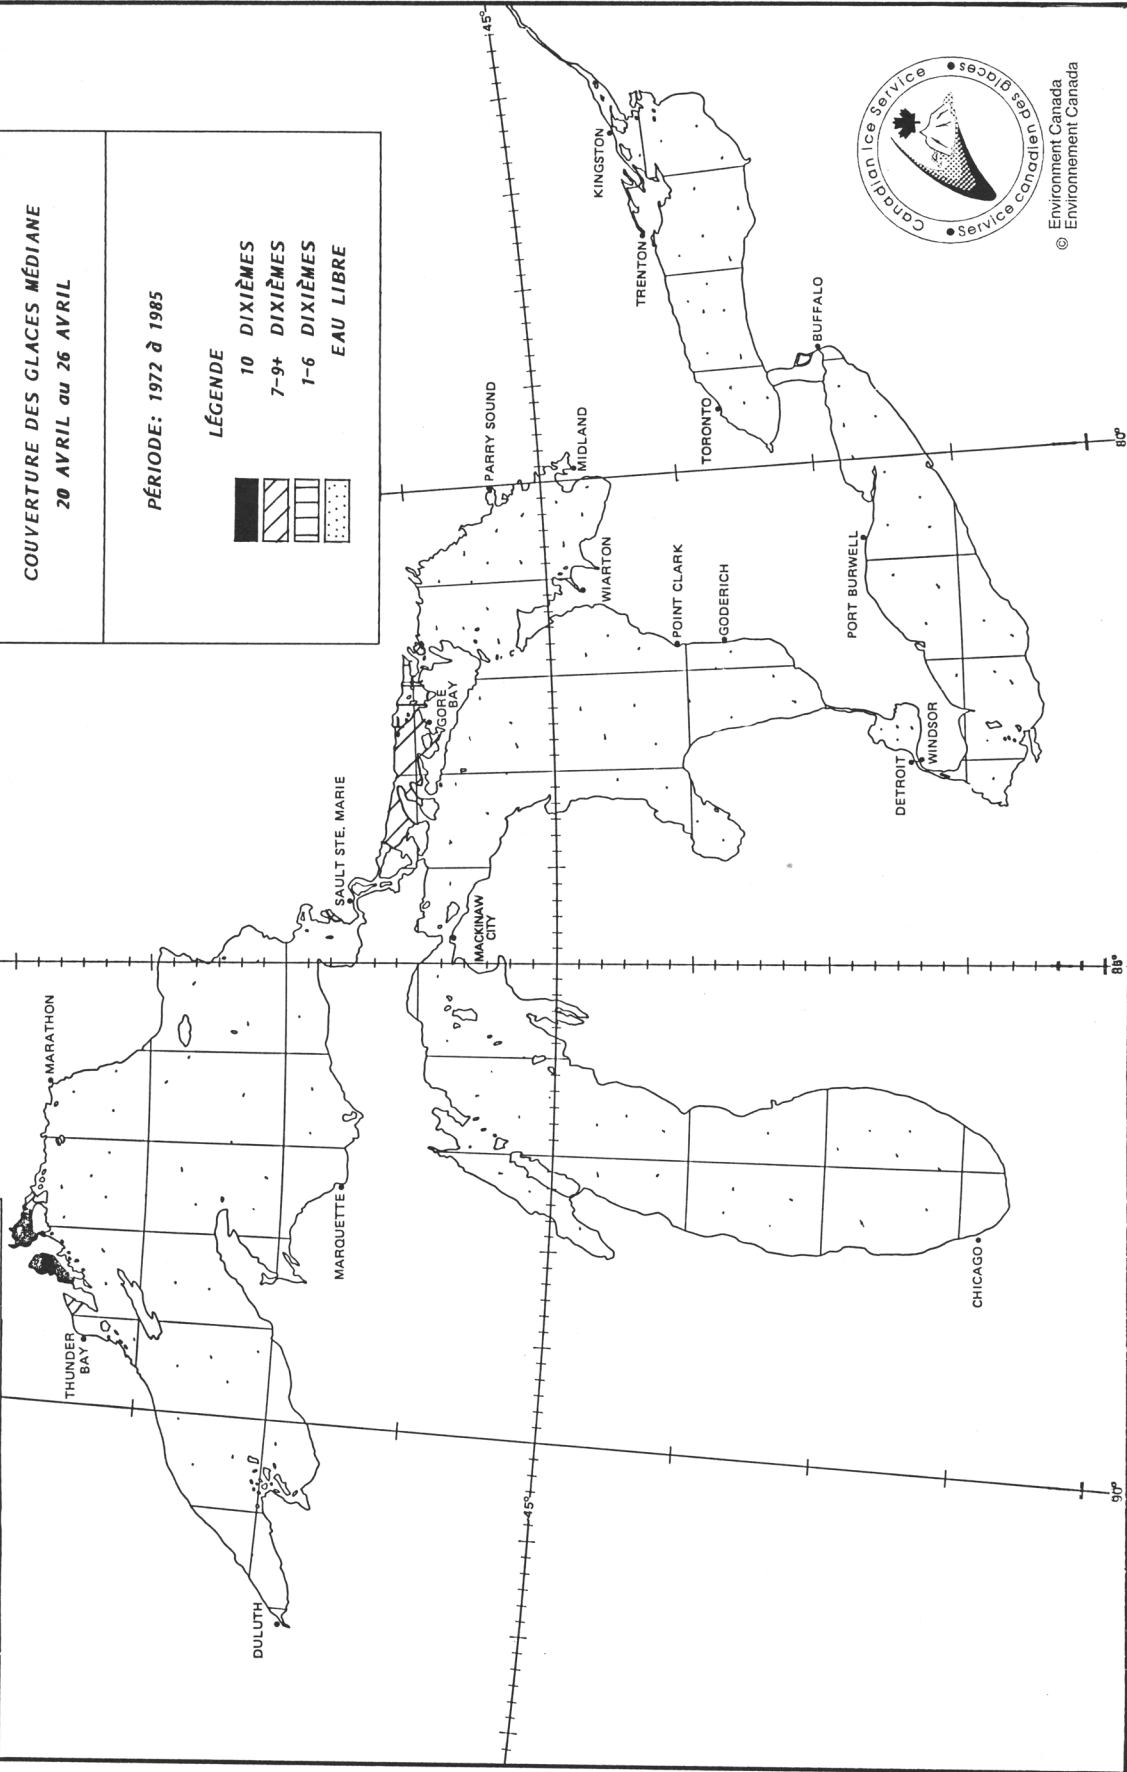 COUVERTURE DES GLACES MÉDIANE
20 AVRIL au 26 AVRIL
PÉRIODE: 1972 à 1985
LÉGENDE
10 DIXIÈMES
7-9+ DIXIÈMES
1-6 DIXIÈMES
EAU LIBRE
THUNDER
BAY
MARATHON
DULUTH
MARQUETTE
SAULT STE. MARIE
GORE
BAY
PARRY SOUND
MIDLAND
WIARTON
MACKINAW
CITY
POINT CLARK
GODERICH
KINGSTON
TRENTON
TORONTO
BUFFALO
PORT BURWELL
DETROIT
WINDSOR
CHICAGO
45°
45°
90°
85°
80°
Canadian Ice Service
Service canadien des glaces
© Environment Canada
Environnement Canada